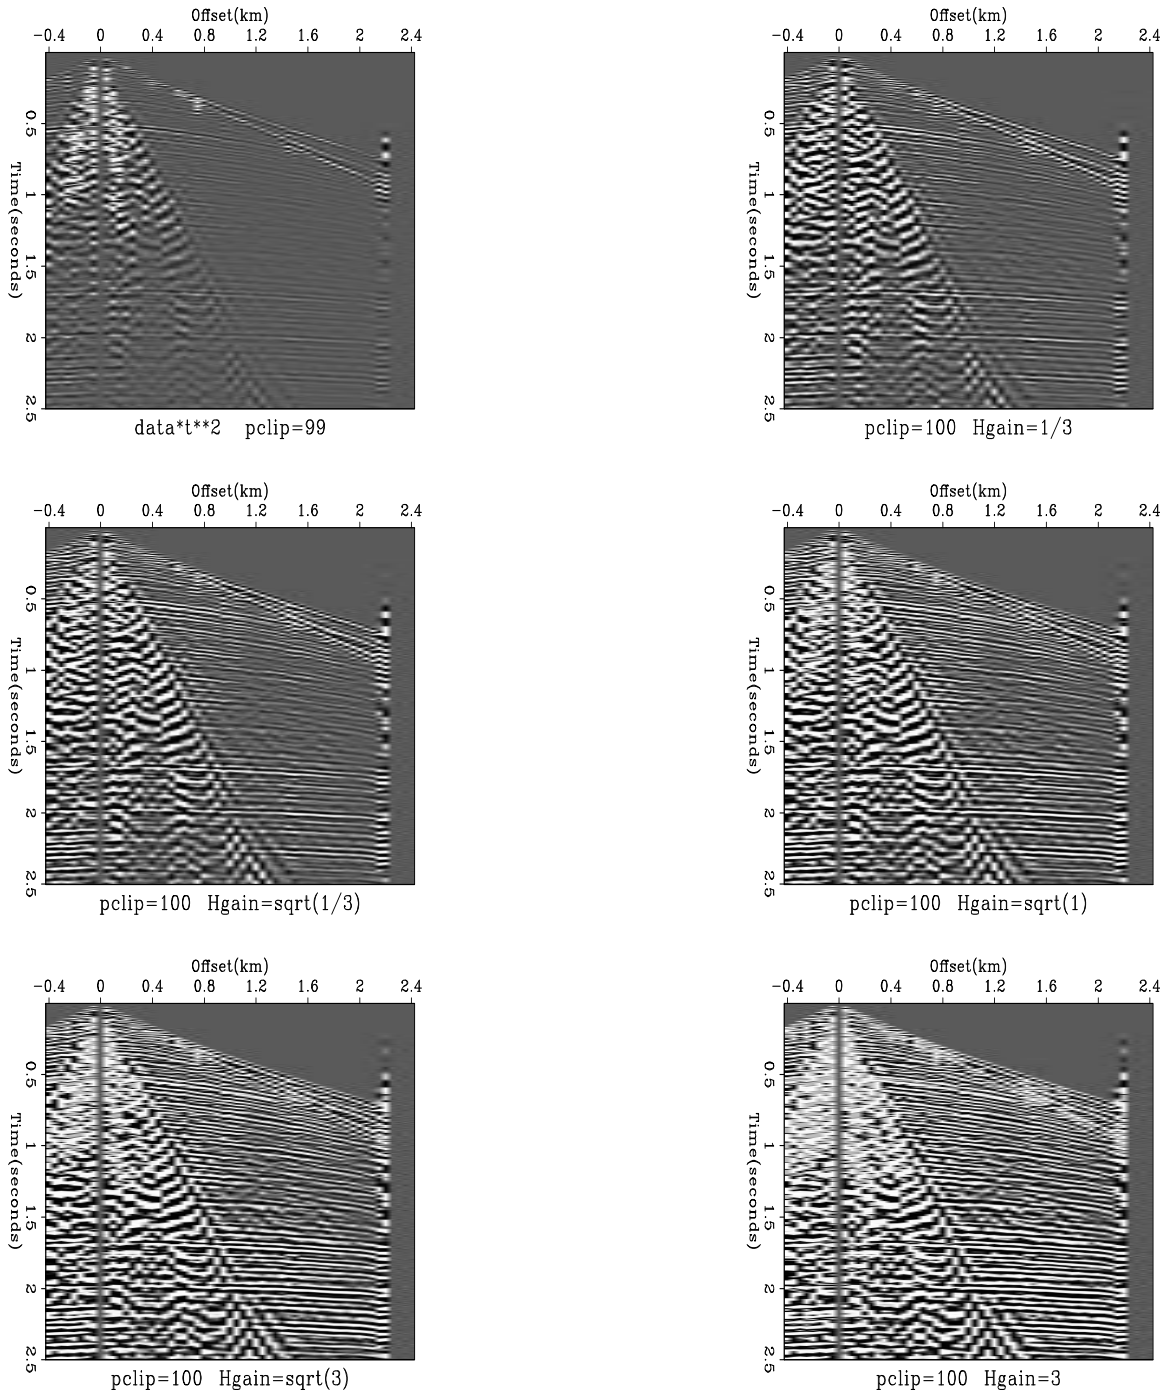 Offset(km)
-0.4 0 0.4 0.8 1.2 1.6 2 2.4
Time(seconds)
0.5 1 1.5 2 2.5
data*t**2 pclip=99
Offset(km)
-0.4 0 0.4 0.8 1.2 1.6 2 2.4
Time(seconds)
0.5 1 1.5 2 2.5
pclip=100 Hgain=1/3
Offset(km)
-0.4 0 0.4 0.8 1.2 1.6 2 2.4
Time(seconds)
0.5 1 1.5 2 2.5
pclip=100 Hgain=sqrt(1/3)
Offset(km)
-0.4 0 0.4 0.8 1.2 1.6 2 2.4
Time(seconds)
0.5 1 1.5 2 2.5
pclip=100 Hgain=sqrt(1)
Offset(km)
-0.4 0 0.4 0.8 1.2 1.6 2 2.4
Time(seconds)
0.5 1 1.5 2 2.5
pclip=100 Hgain=sqrt(3)
Offset(km)
-0.4 0 0.4 0.8 1.2 1.6 2 2.4
Time(seconds)
0.5 1 1.5 2 2.5
pclip=100 Hgain=3